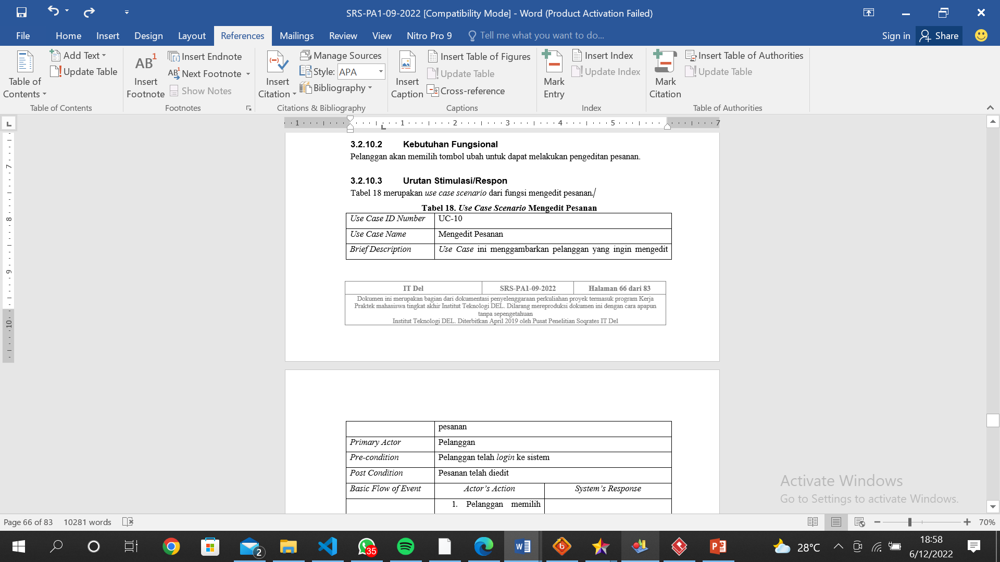 SRS-PA1-09-2022 [Compatibility Mode] - Word (Product Activation Failed)
File Home Insert Design Layout References Mailings Review View Nitro Pro 9 Tell me what you want to do... Sign in Share
Table of Contents
Add Text
Update Table
Table of Contents
AB1 Insert Footnote
Insert Endnote
AB1 Next Footnote
Show Notes
Footnotes
Insert Citation
Manage Sources
Style: APA
Bibliography
Citations & Bibliography
Insert Caption
Insert Table of Figures
Update Table
Cross-reference
Captions
Mark Entry
Insert Index
Update Index
Index
Mark Citation
Insert Table of Authorities
Update Table
Table of Authorities
L
1 1 2 3 4 5 7
7
8
9
10
3.2.10.2 Kebutuhan Fungsional
Pelanggan akan memilih tombol ubah untuk dapat melakukan pengeditan pesanan.
3.2.10.3 Urutan Stimulasi/Respon
Tabel 18 merupakan use case scenario dari fungsi mengedit pesanan.
Tabel 18. Use Case Scenario Mengedit Pesanan
Use Case ID Number UC-10
Use Case Name Mengedit Pesanan
Brief Description Use Case ini menggambarkan pelanggan yang ingin mengedit
IT Del SRS-PA1-09-2022 Halaman 66 dari 83
Dokumen ini merupakan bagian dari dokumentasi penyelenggaraan perkuliahan proyek termasuk program Kerja
Praktek mahasiswa tingkat akhir Institut Teknologi DEL. Dilarang mereproduksi dokumen ini dengan cara apapun
tanpa sepengetahuan
Institut Teknologi DEL. Diterbitkan April 2019 oleh Pusat Penelitian Soqrates IT Del
pesanan
Primary Actor Pelanggan
Pre-condition Pelanggan telah login ke sistem
Post Condition Pesanan telah diedit
Basic Flow of Event Actor’s Action System’s Response
1. Pelanggan memilih
Activate Windows
Go to Settings to activate Windows.
Page 66 of 83 10281 words 70%
2 35 28°C
18:58
6/12/2022